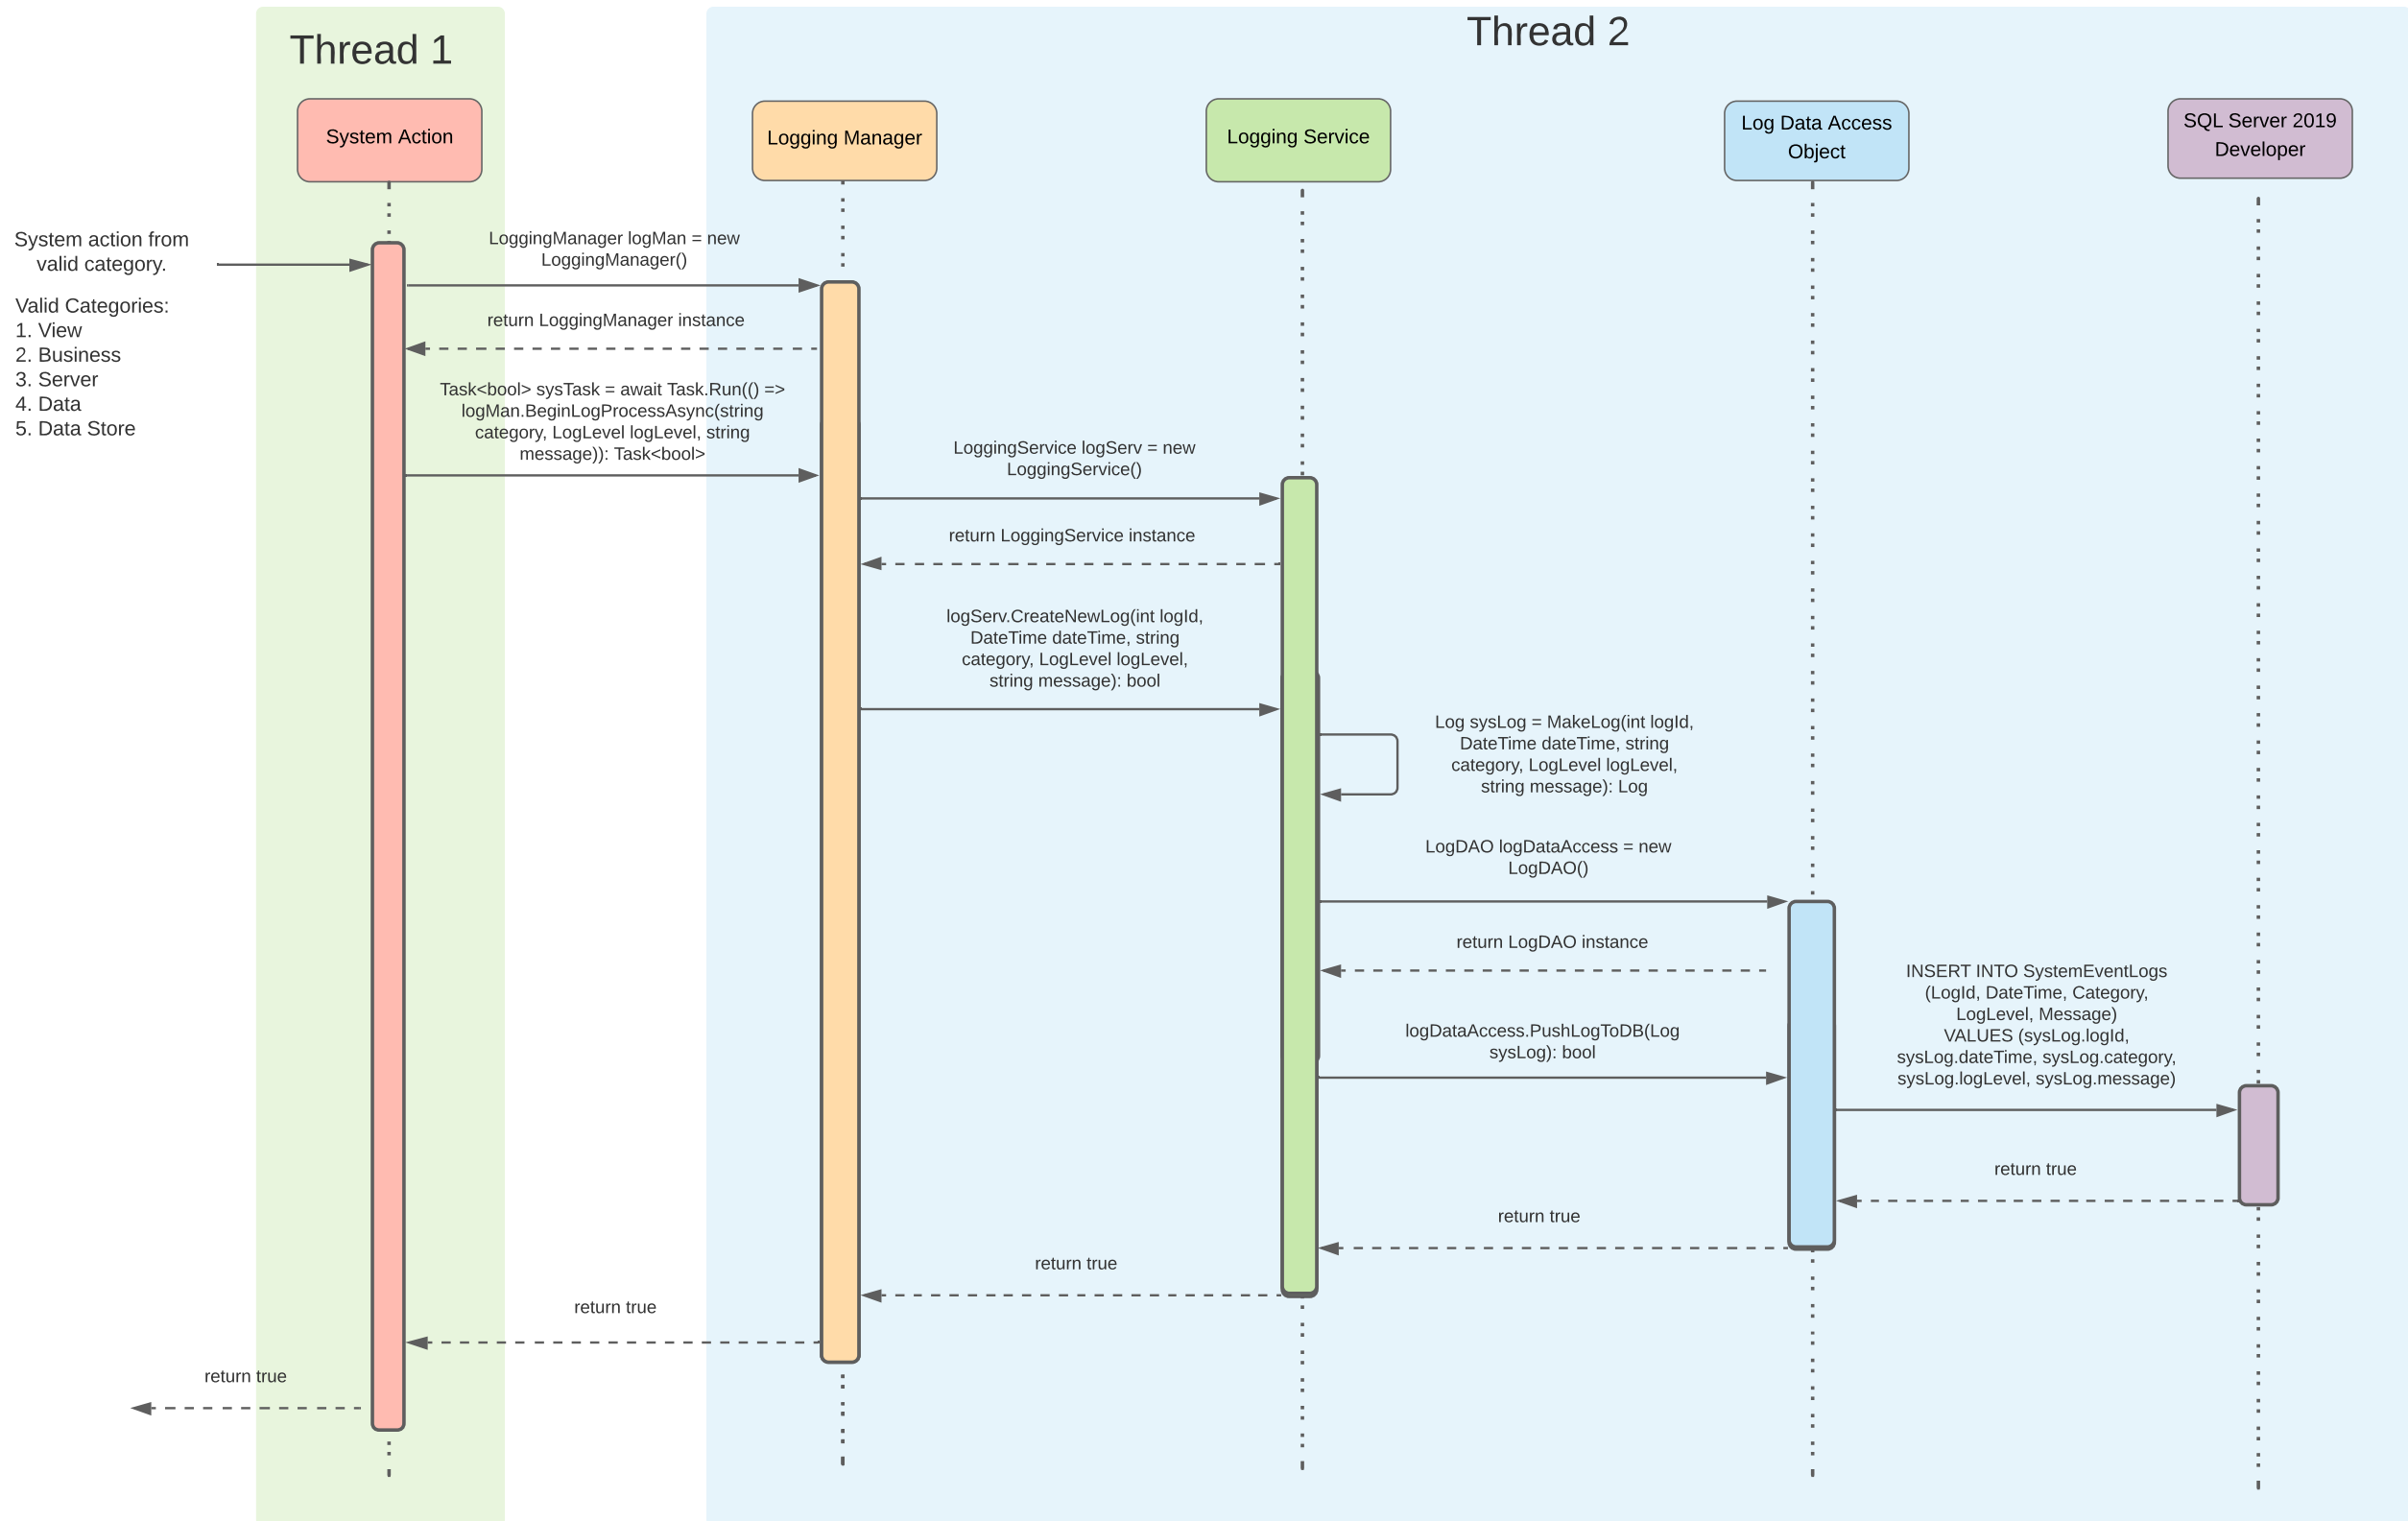 Thread 1
Thread 2
System Action
Logging Manager
Logging Service
Log Data Access
Object
SQL Server 2019
Developer
System action from
valid category.
Valid Categories:
1. View
2. Business
3. Server
4. Data
5. Data Store
LoggingManager logMan = new
LoggingManager()
return LoggingManager instance
Task<bool> sysTask = await Task.Run(() =>
logMan.BeginLogProcessAsync(string
category, LogLevel logLevel, string
message)): Task<bool>
LoggingService logServ = new
LoggingService()
return LoggingService instance
logServ.CreateNewLog(int logId,
DateTime dateTime, string
category, LogLevel logLevel,
string message): bool
Log sysLog = MakeLog(int logId,
DateTime dateTime, string
category, LogLevel logLevel,
string message): Log
LogDAO logDataAccess = new
LogDAO()
return LogDAO instance
logDataAccess.PushLogToDB(Log
sysLog): bool
INSERT INTO SystemEventLogs
(LogId, DateTime, Category,
LogLevel, Message)
VALUES (sysLog.logId,
sysLog.dateTime, sysLog.category,
sysLog.logLevel, sysLog.message)
return true
return true
return true
return true
return true